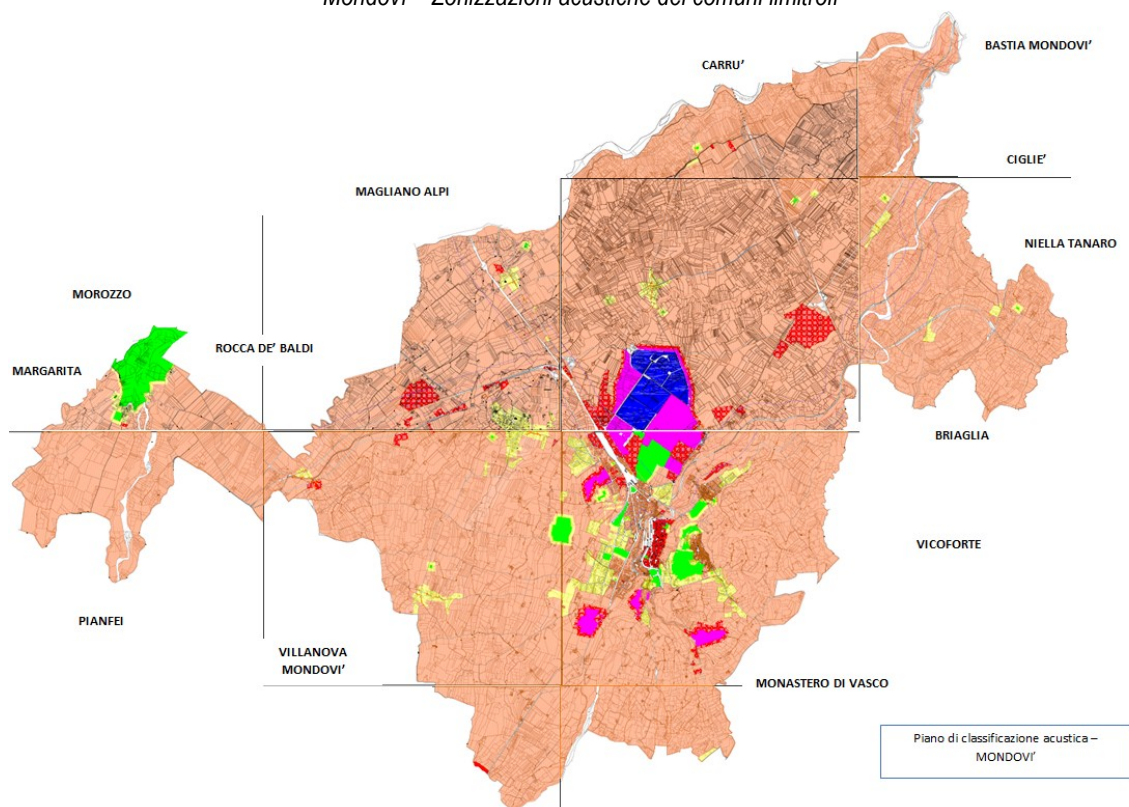 Mondovì – Zonizzazioni acustiche dei comuni limitrofi
BASTIA MONDOVI'
CARRU'
CIGLIE'
MAGLIANO ALPI
NIELLA TANARO
MOROZZO
ROCCA DE' BALDI
MARGARITA
BRIAGLIA
VICOFORTE
PIANFEI
VILLANOVA
MONDOVI'
MONASTERO DI VASCO
Piano di classificazione acustica –
MONDOVI'